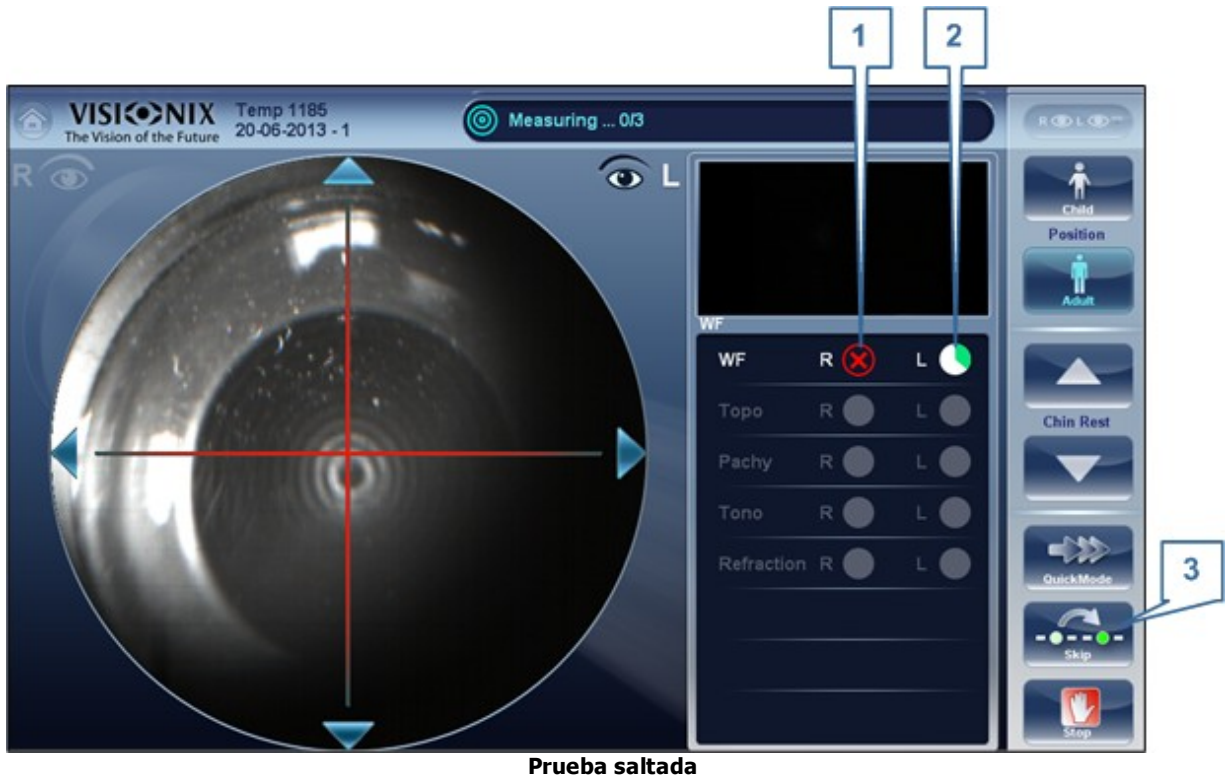 1
2
VISIONIX
The Vision of the Future
Temp 1185
20-06-2013 - 1
Measuring ... 0/3
R L
R
L
Child
Position
Adult
WF
WF R L
Topo R L
Pachy R L
Tono R L
Refraction R L
Chin Rest
QuickMode
3
Skip
Stop
Prueba saltada